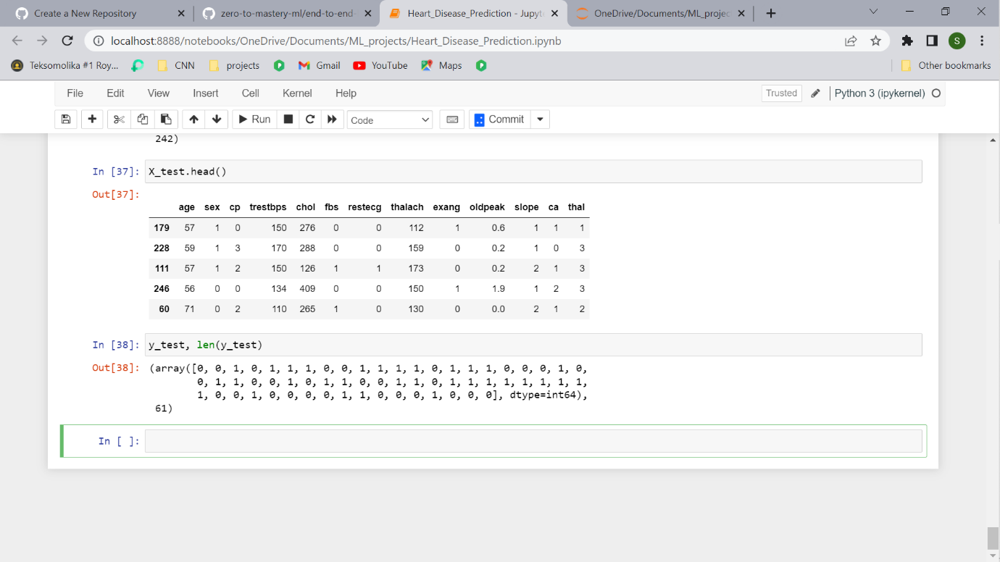 Create a New Repository
zero-to-mastery-ml/end-to-end-
Heart_Disease_Prediction - Jupyt
OneDrive/Documents/ML_projec
localhost:8888/notebooks/OneDrive/Documents/ML_projects/Heart_Disease_Prediction.ipynb
S
Teksomolika #1 Roy... CNN projects Gmail YouTube Maps Other bookmarks
File Edit View Insert Cell Kernel Help Trusted Python 3 (ipykernel)
Run Code Commit
242)
In [37]: X_test.head()
Out[37]:
age sex cp trestbps chol fbs restecg thalach exang oldpeak slope ca thal
179 57 1 0 150 276 0 0 112 1 0.6 1 1 1
228 59 1 3 170 288 0 0 159 0 0.2 1 0 3
111 57 1 2 150 126 1 1 173 0 0.2 2 1 3
246 56 0 0 134 409 0 0 150 1 1.9 1 2 3
60 71 0 2 110 265 1 0 130 0 0.0 2 1 2
In [38]: y_test, len(y_test)
Out[38]: (array([0, 0, 1, 0, 1, 1, 1, 0, 0, 1, 1, 1, 1, 0, 1, 1, 1, 0, 0, 0, 1, 0,
0, 1, 1, 0, 0, 1, 0, 1, 1, 0, 0, 1, 1, 0, 1, 1, 1, 1, 1, 1, 1, 1,
1, 0, 0, 1, 0, 0, 0, 0, 1, 1, 0, 0, 0, 1, 0, 0, 0], dtype=int64),
61)
In [ ]: